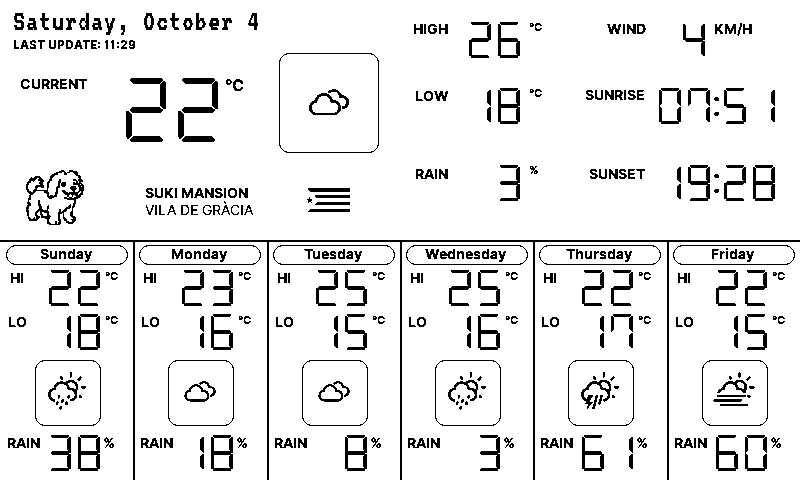 Saturday, October 4
LAST UPDATE: 11:29
CURRENT 22 °C
HIGH 26 °C
WIND 4 KM/H
LOW 18 °C
SUNRISE 07:51
RAIN 3 %
SUNSET 19:28
SUKI MANSION
VILA DE GRÀCIA
Sunday
HI 22 °C
LO 18 °C
RAIN 38 %
Monday
HI 23 °C
LO 16 °C
RAIN 18 %
Tuesday
HI 25 °C
LO 15 °C
RAIN 8 %
Wednesday
HI 25 °C
LO 16 °C
RAIN 3 %
Thursday
HI 22 °C
LO 17 °C
RAIN 61 %
Friday
HI 22 °C
LO 15 °C
RAIN 60 %